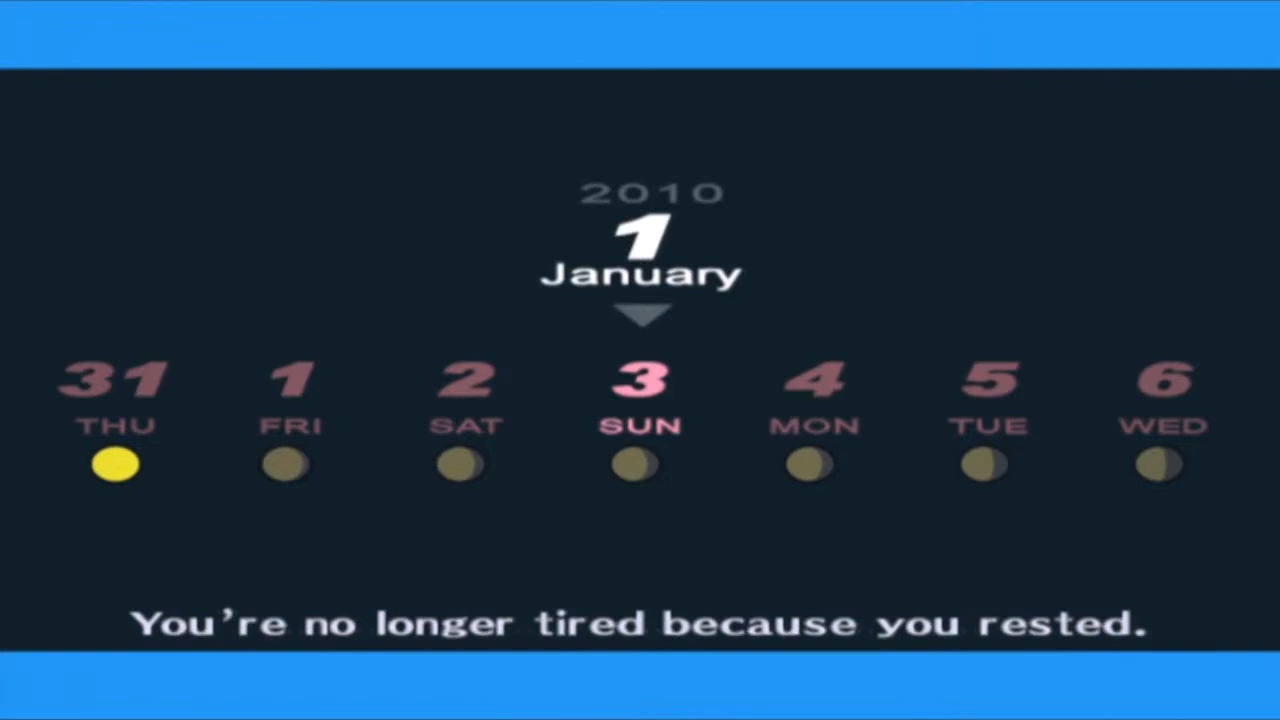 2010
1
January
31 1 2 3 4 5 6
THU FRI SAT SUN MON TUE WED
You're no longer tired because you rested.